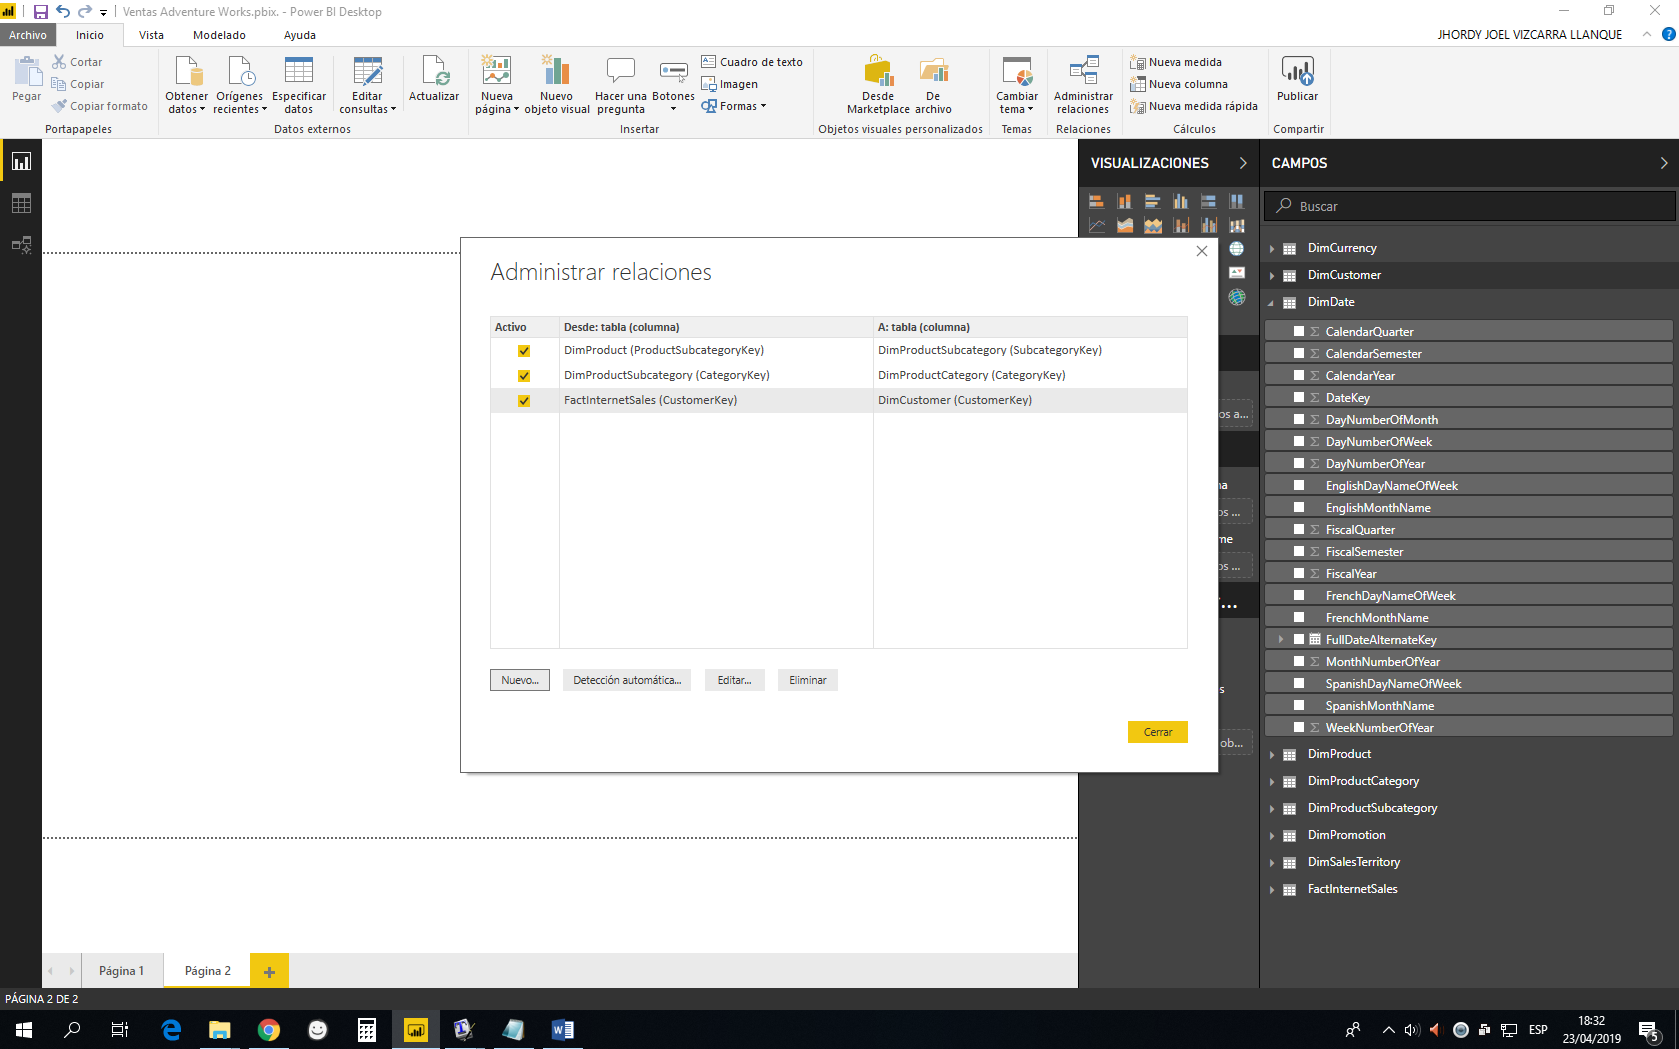 Ventas Adventure Works.pbix. - Power BI Desktop
Archivo
Inicio
Vista
Modelado
Ayuda
JHORDY JOEL VIZCARRA LLANQUE
Pegar
Cortar
Copiar
Copiar formato
Portapapeles
Obtener datos
Orígenes recientes
Especificar datos
Editar consultas
Datos externos
Actualizar
Nueva página
Nuevo objeto visual
Hacer una pregunta
Botones
Cuadro de texto
Imagen
Formas
Insertar
Desde Marketplace
De archivo
Objetos visuales personalizados
Cambiar tema
Temas
Administrar relaciones
Relaciones
Nueva medida
Nueva columna
Nueva medida rápida
Cálculos
Publicar
Compartir
VISUALIZACIONES
CAMPOS
Buscar
Administrar relaciones
Activo
Desde: tabla (columna)
A: tabla (columna)
DimProduct (ProductSubcategoryKey)
DimProductSubcategory (SubcategoryKey)
DimProductSubcategory (CategoryKey)
DimProductCategory (CategoryKey)
FactInternetSales (CustomerKey)
DimCustomer (CustomerKey)
Nuevo...
Detección automática...
Editar...
Eliminar
Cerrar
DimCurrency
DimCustomer
DimDate
CalendarQuarter
CalendarSemester
CalendarYear
DateKey
DayNumberOfMonth
DayNumberOfWeek
DayNumberOfYear
EnglishDayNameOfWeek
EnglishMonthName
FiscalQuarter
FiscalSemester
FiscalYear
FrenchDayNameOfWeek
FrenchMonthName
FullDateAlternateKey
MonthNumberOfYear
SpanishDayNameOfWeek
SpanishMonthName
WeekNumberOfYear
DimProduct
DimProductCategory
DimProductSubcategory
DimPromotion
DimSalesTerritory
FactInternetSales
Página 1
Página 2
PÁGINA 2 DE 2
ESP
18:32
23/04/2019
5